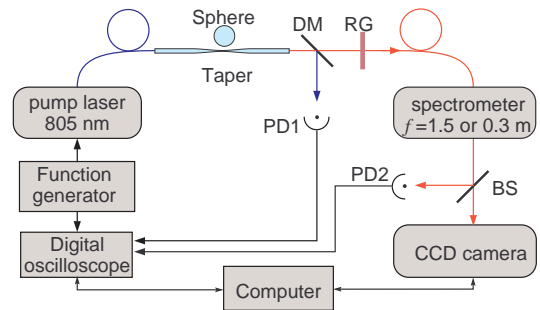 Sphere
DM
RG
Taper
pump laser
805 nm
PD1
spectrometer
f=1.5 or 0.3 m
Function
generator
PD2
BS
Digital
oscilloscope
CCD camera
Computer